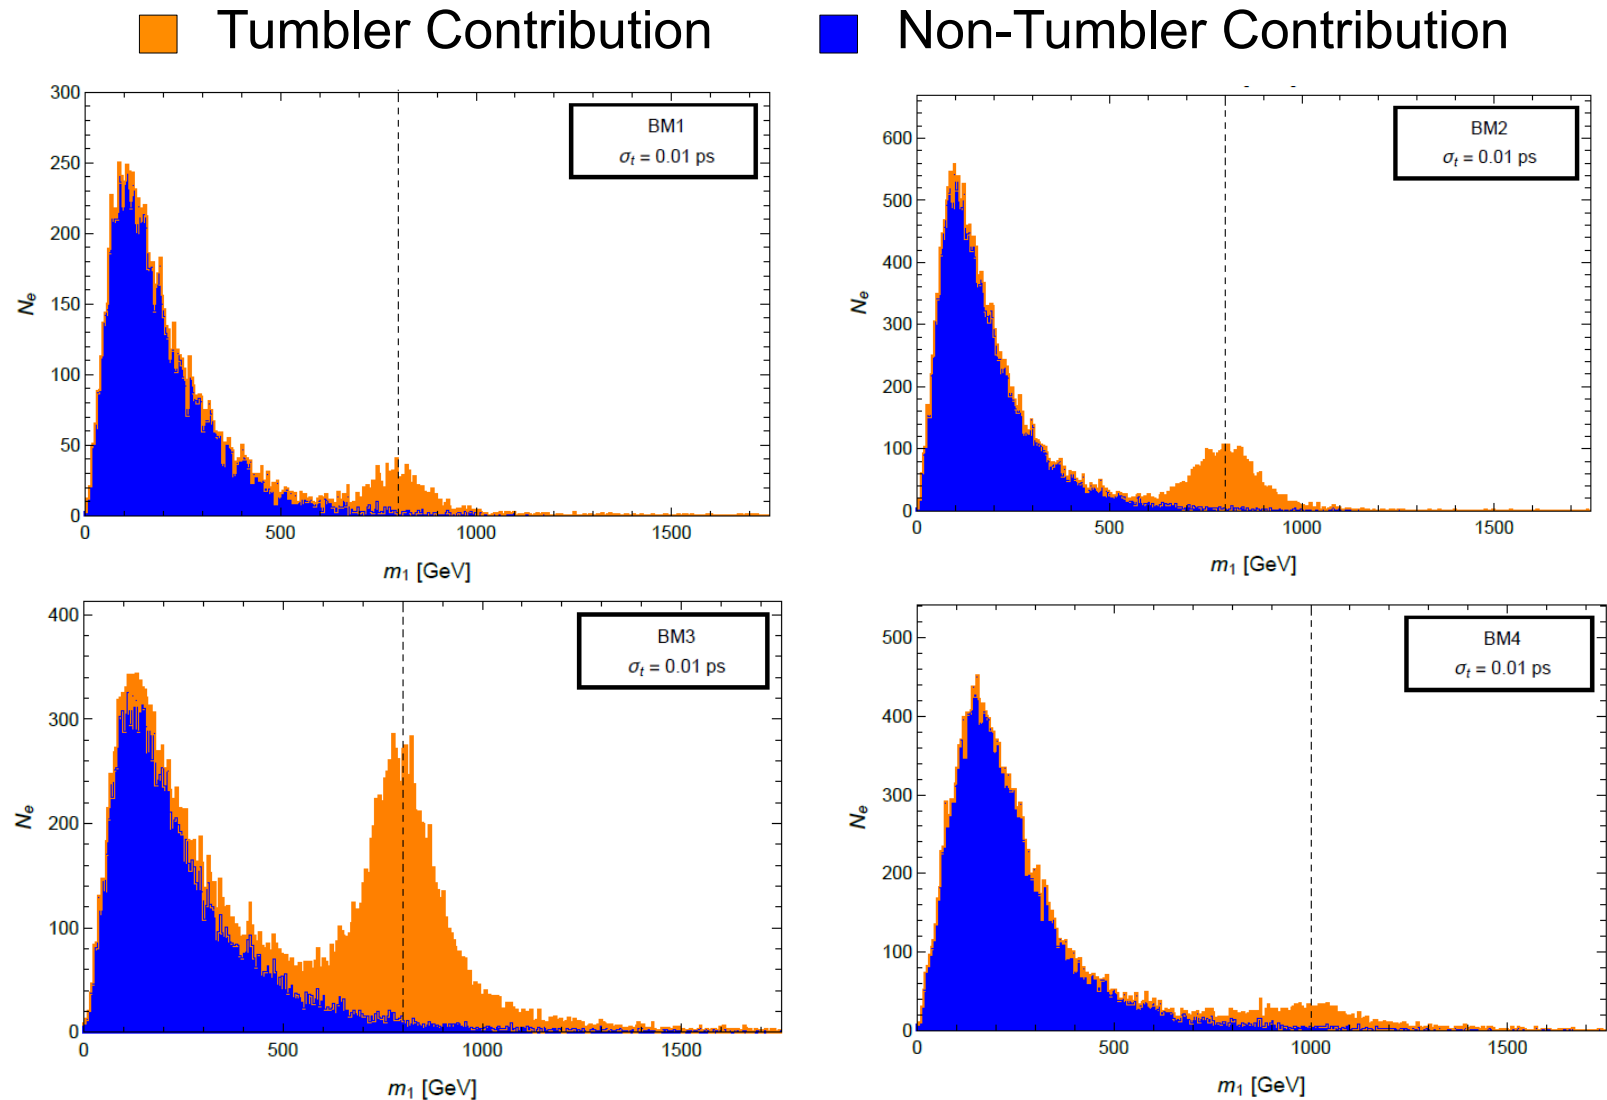 Tumbler Contribution
Non-Tumbler Contribution
BM1
σt = 0.01 ps
Ne
300
250
200
150
100
50
0
0 500 1000 1500
m1 [GeV]
BM2
σt = 0.01 ps
Ne
600
500
400
300
200
100
0
0 500 1000 1500
m1 [GeV]
BM3
σt = 0.01 ps
Ne
400
300
200
100
0
0 500 1000 1500
m1 [GeV]
BM4
σt = 0.01 ps
Ne
500
400
300
200
100
0
0 500 1000 1500
m1 [GeV]